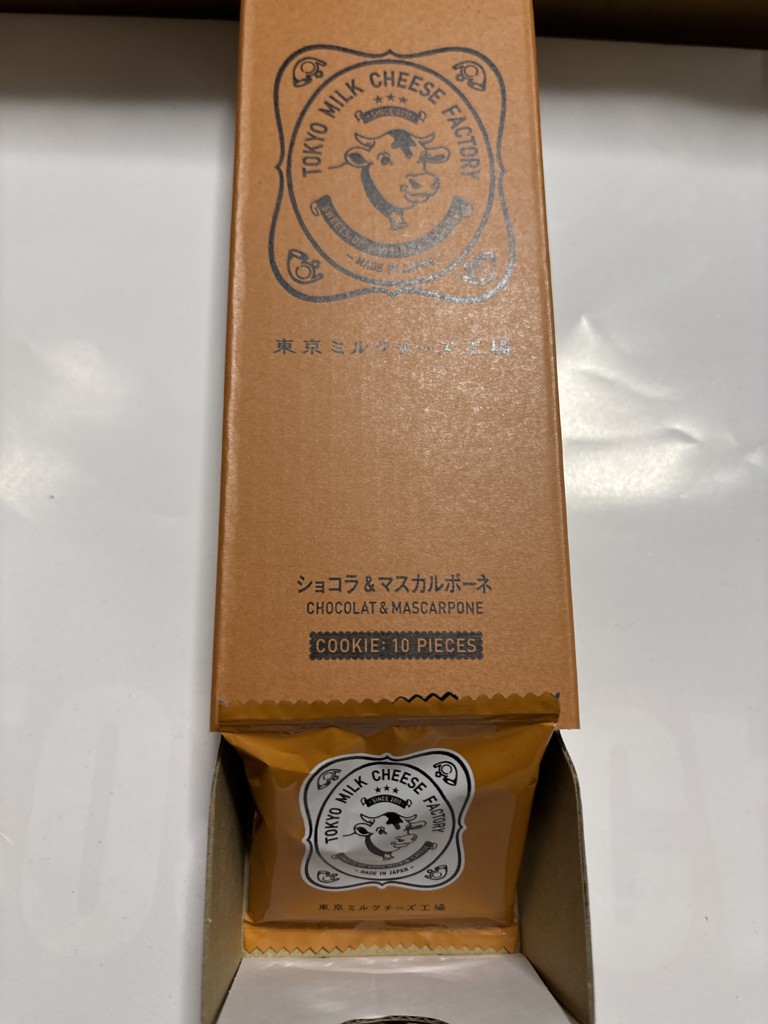 TOKYO MILK CHEESE FACTORY
SINCE 2011
SWEETS OF
MADE IN JAPAN
東京ミルクチーズ工場
ショコラ&マスカルポーネ
CHOCOLAT & MASCARPONE
COOKIE: 10 PIECES
TOKYO MILK CHEESE FACTORY
SINCE 2011
MADE IN JAPAN
東京ミルクチーズ工場